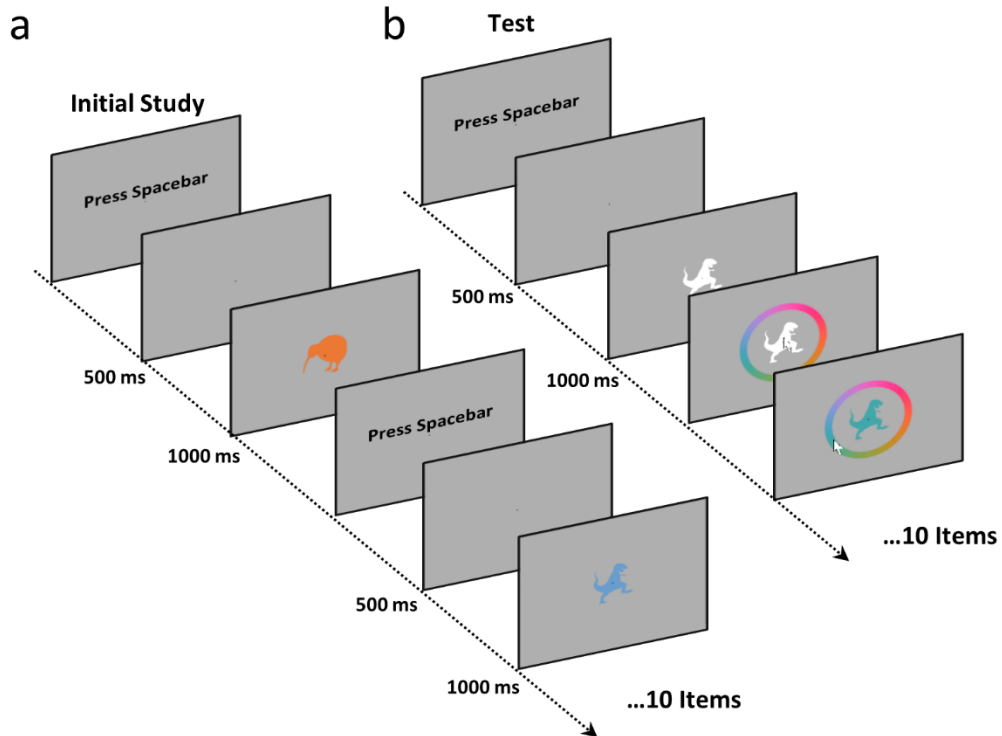 a
Initial Study
Press Spacebar
500 ms
1000 ms
Press Spacebar
500 ms
1000 ms
...10 Items
b
Test
Press Spacebar
500 ms
1000 ms
...10 Items